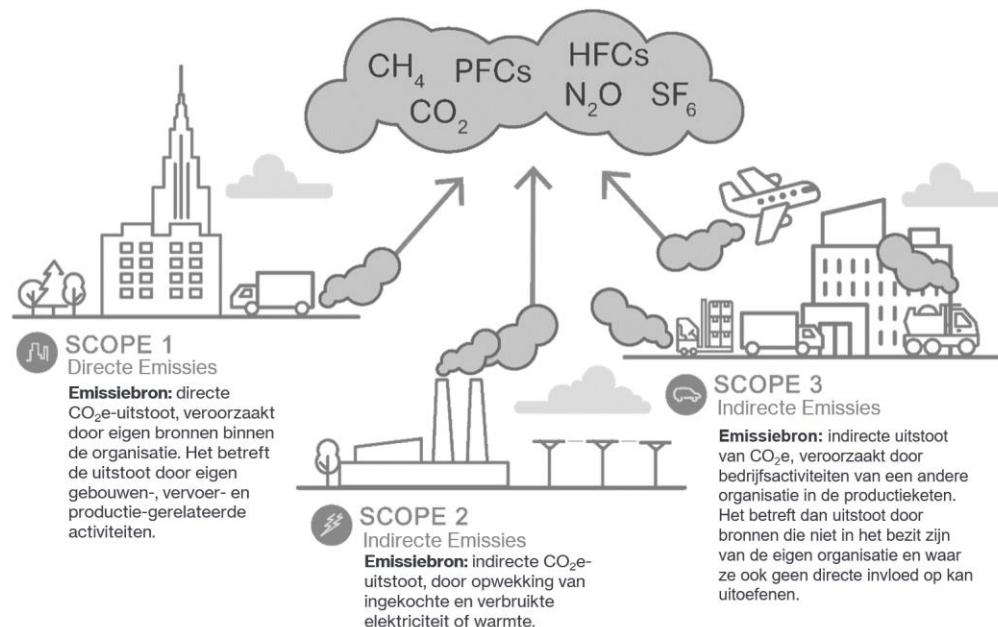 CH₄ PFCs HFCs
CO₂ N₂O SF₆
SCOPE 1
Directe Emissies
Emissiebron: directe
CO₂e-uitstoot, veroorzaakt
door eigen bronnen binnen
de organisatie. Het betreft
de uitstoot door eigen
gebouwen-, vervoer- en
productie-gerelateerde
activiteiten.
SCOPE 2
Indirecte Emissies
Emissiebron: indirecte CO₂e-
uitstoot, door opwekking van
ingekochte en verbruikte
elektriciteit of warmte.
SCOPE 3
Indirecte Emissies
Emissiebron: indirecte uitstoot
van CO₂e, veroorzaakt door
bedrijfsactiviteiten van een andere
organisatie in de productieketen.
Het betreft dan uitstoot door
bronnen die niet in het bezit zijn
van de eigen organisatie en waar
ze ook geen directe invloed op kan
uitoefenen.